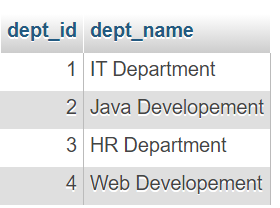 dept_id dept_name
1 IT Department
2 Java Developement
3 HR Department
4 Web Developement